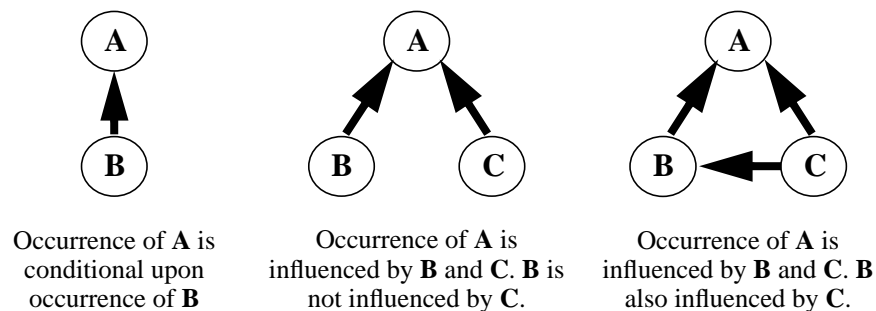 A
B
Occurrence of A is
conditional upon
occurrence of B
A
B
C
Occurrence of A is
influenced by B and C. B is
not influenced by C.
A
B
C
Occurrence of A is
influenced by B and C. B
also influenced by C.